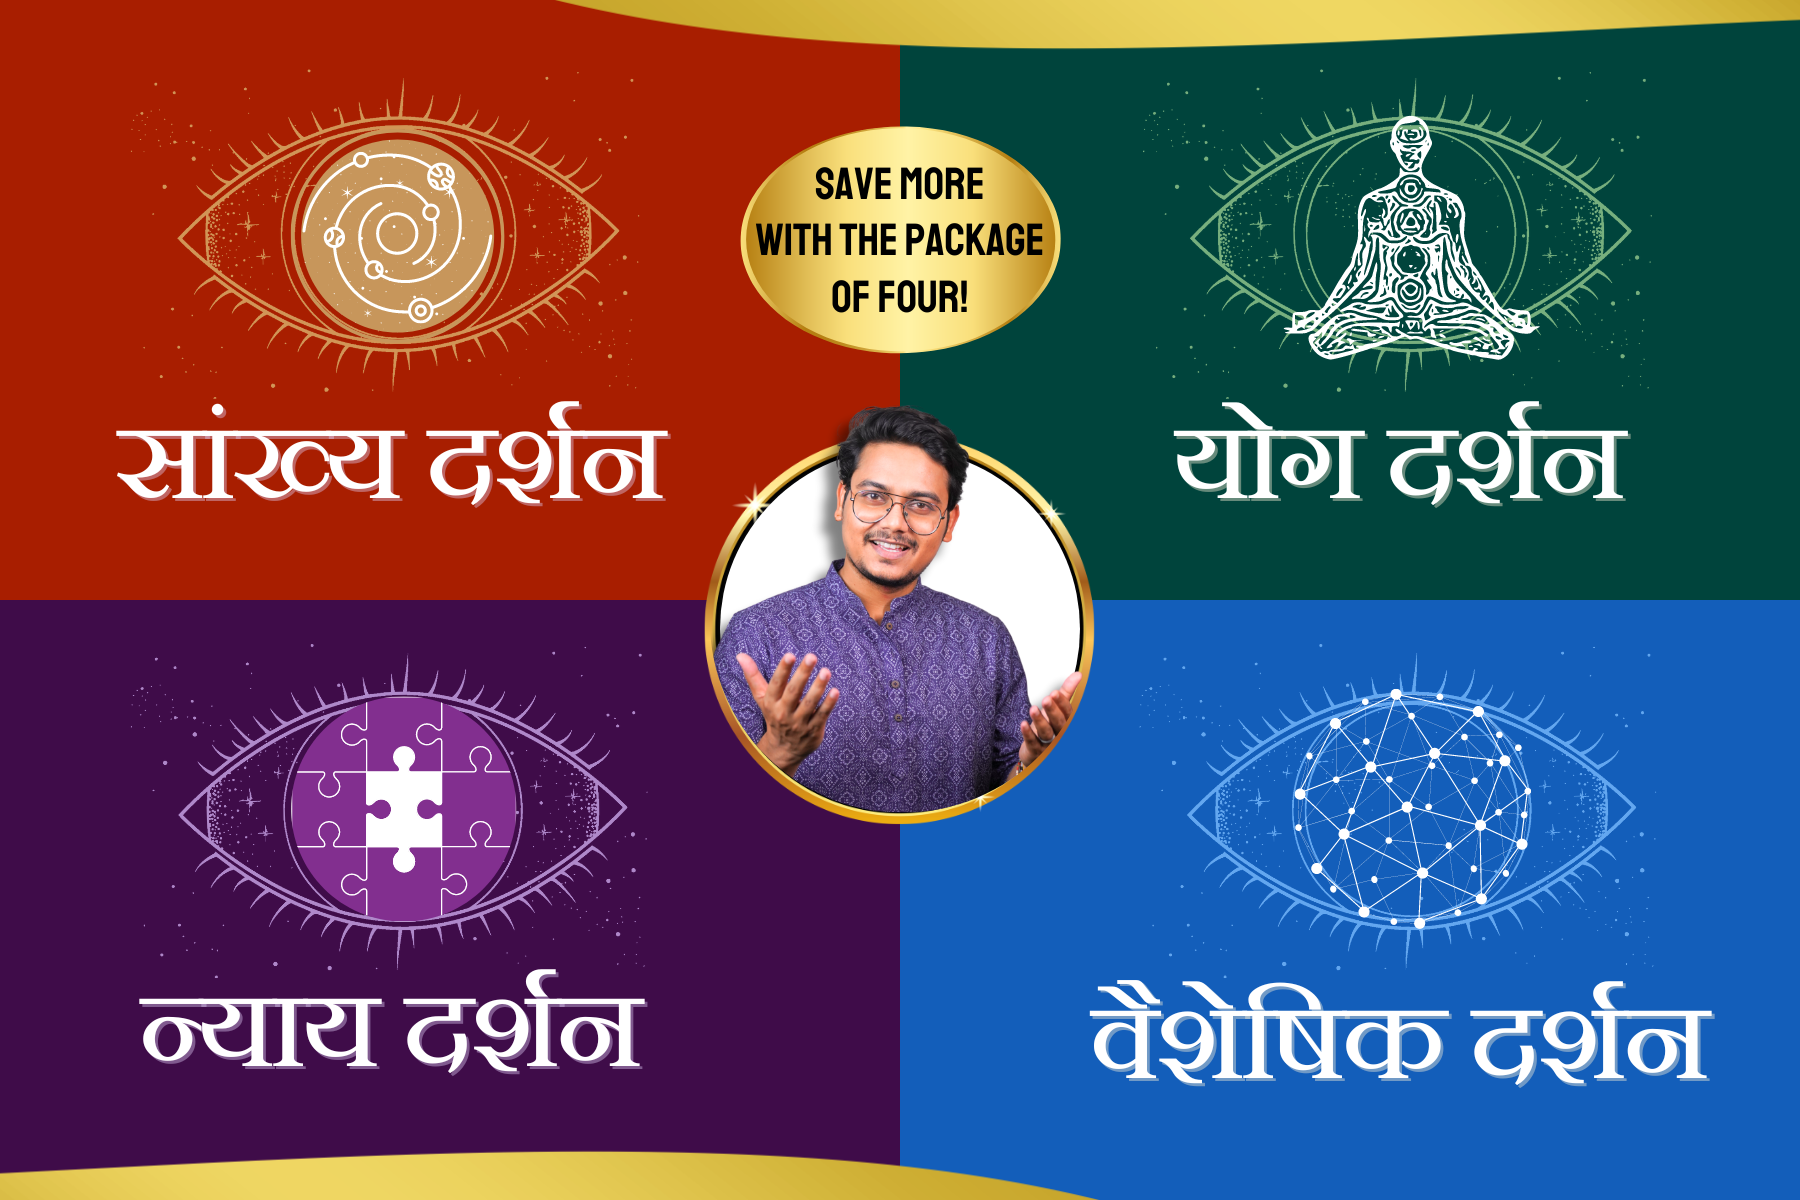 SAVE MORE
WITH THE PACKAGE
OF FOUR!
सांख्य दर्शन
योग दर्शन
न्याय दर्शन
वैशेषिक दर्शन